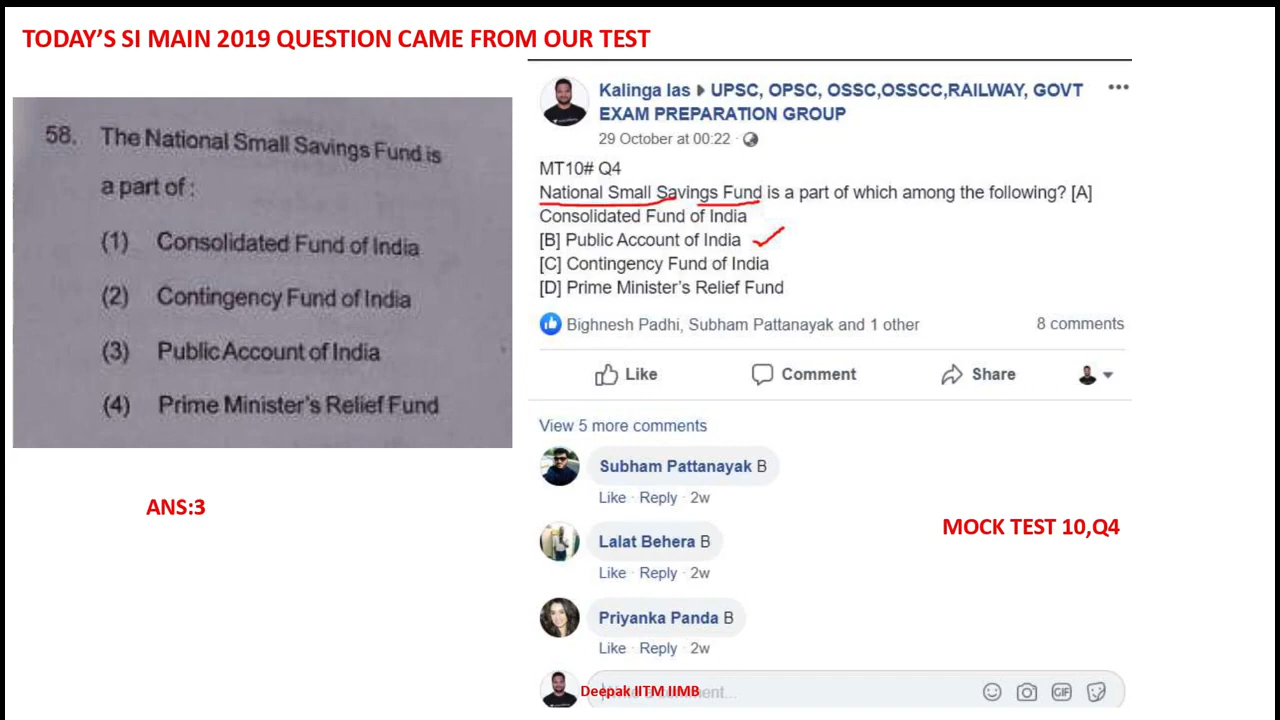 TODAY'S SI MAIN 2019 QUESTION CAME FROM OUR TEST
58. The National Small Savings Fund is
a part of :
(1) Consolidated Fund of India
(2) Contingency Fund of India
(3) Public Account of India
(4) Prime Minister's Relief Fund
ANS:3
Kalinga Ias ▸ UPSC, OPSC, OSSC,OSSCC,RAILWAY, GOVT
EXAM PREPARATION GROUP
29 October at 00:22 ·
MT10# Q4
National Small Savings Fund is a part of which among the following? [A]
Consolidated Fund of India
[B] Public Account of India
[C] Contingency Fund of India
[D] Prime Minister's Relief Fund
Bighnesh Padhi, Subham Pattanayak and 1 other 8 comments
Like Comment Share
View 5 more comments
Subham Pattanayak B
Like · Reply · 2w
Lalat Behera B
Like · Reply · 2w
Priyanka Panda B
Like · Reply · 2w
MOCK TEST 10,Q4
Deepak IITM IIMB
GIF